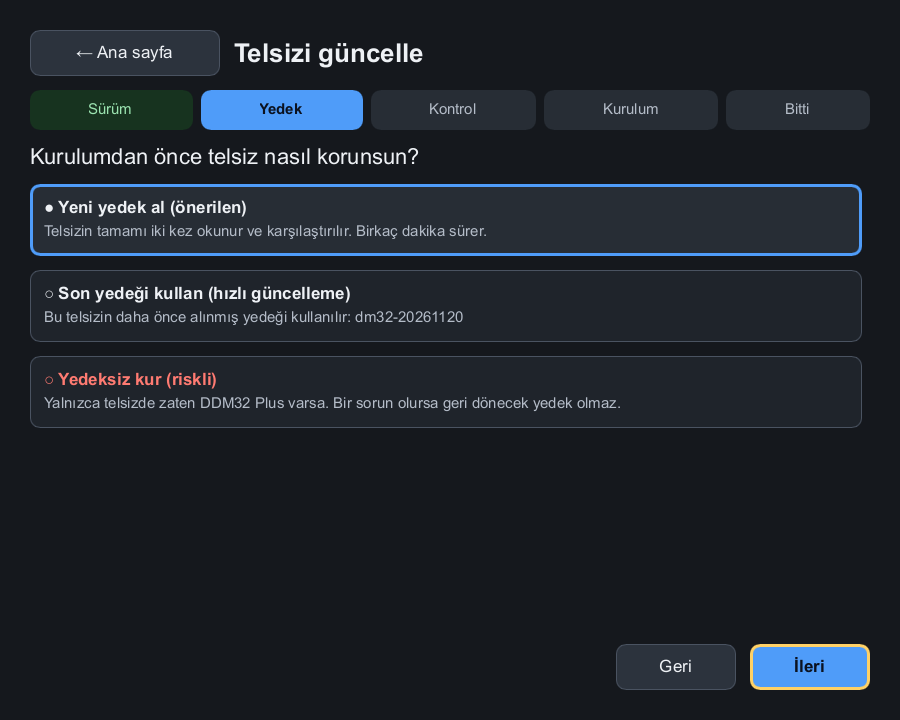 ← Ana sayfa
Telsizi güncelle
Sürüm
Yedek
Kontrol
Kurulum
Bitti
Kurulumdan önce telsiz nasıl korunsun?
● Yeni yedek al (önerilen)
Telsizin tamamı iki kez okunur ve karşılaştırılır. Birkaç dakika sürer.
○ Son yedeği kullan (hızlı güncelleme)
Bu telsizin daha önce alınmış yedeği kullanılır: dm32-20261120
○ Yedeksiz kur (riskli)
Yalnızca telsizde zaten DDM32 Plus varsa. Bir sorun olursa geri dönecek yedek olmaz.
Geri
İleri